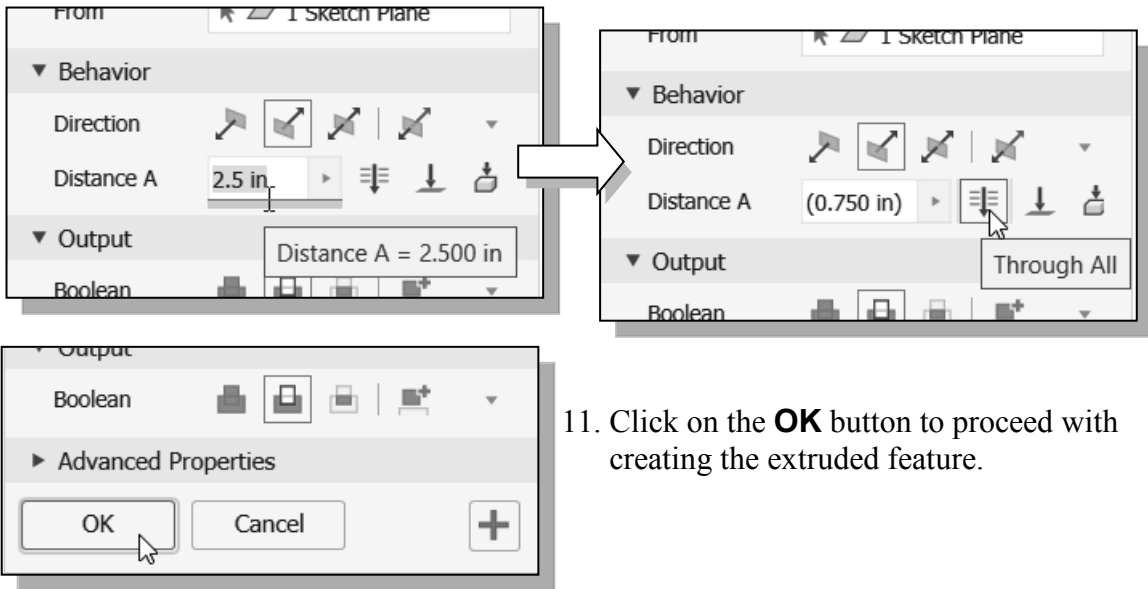 From
1 Sketch Plane
Behavior
Direction
Distance A
2.5 in
Output
Distance A = 2.500 in
Boolean
From
1 Sketch Plane
Behavior
Direction
Distance A
(0.750 in)
Output
Through All
Boolean
Output
Boolean
Advanced Properties
OK
Cancel
11. Click on the OK button to proceed with
creating the extruded feature.